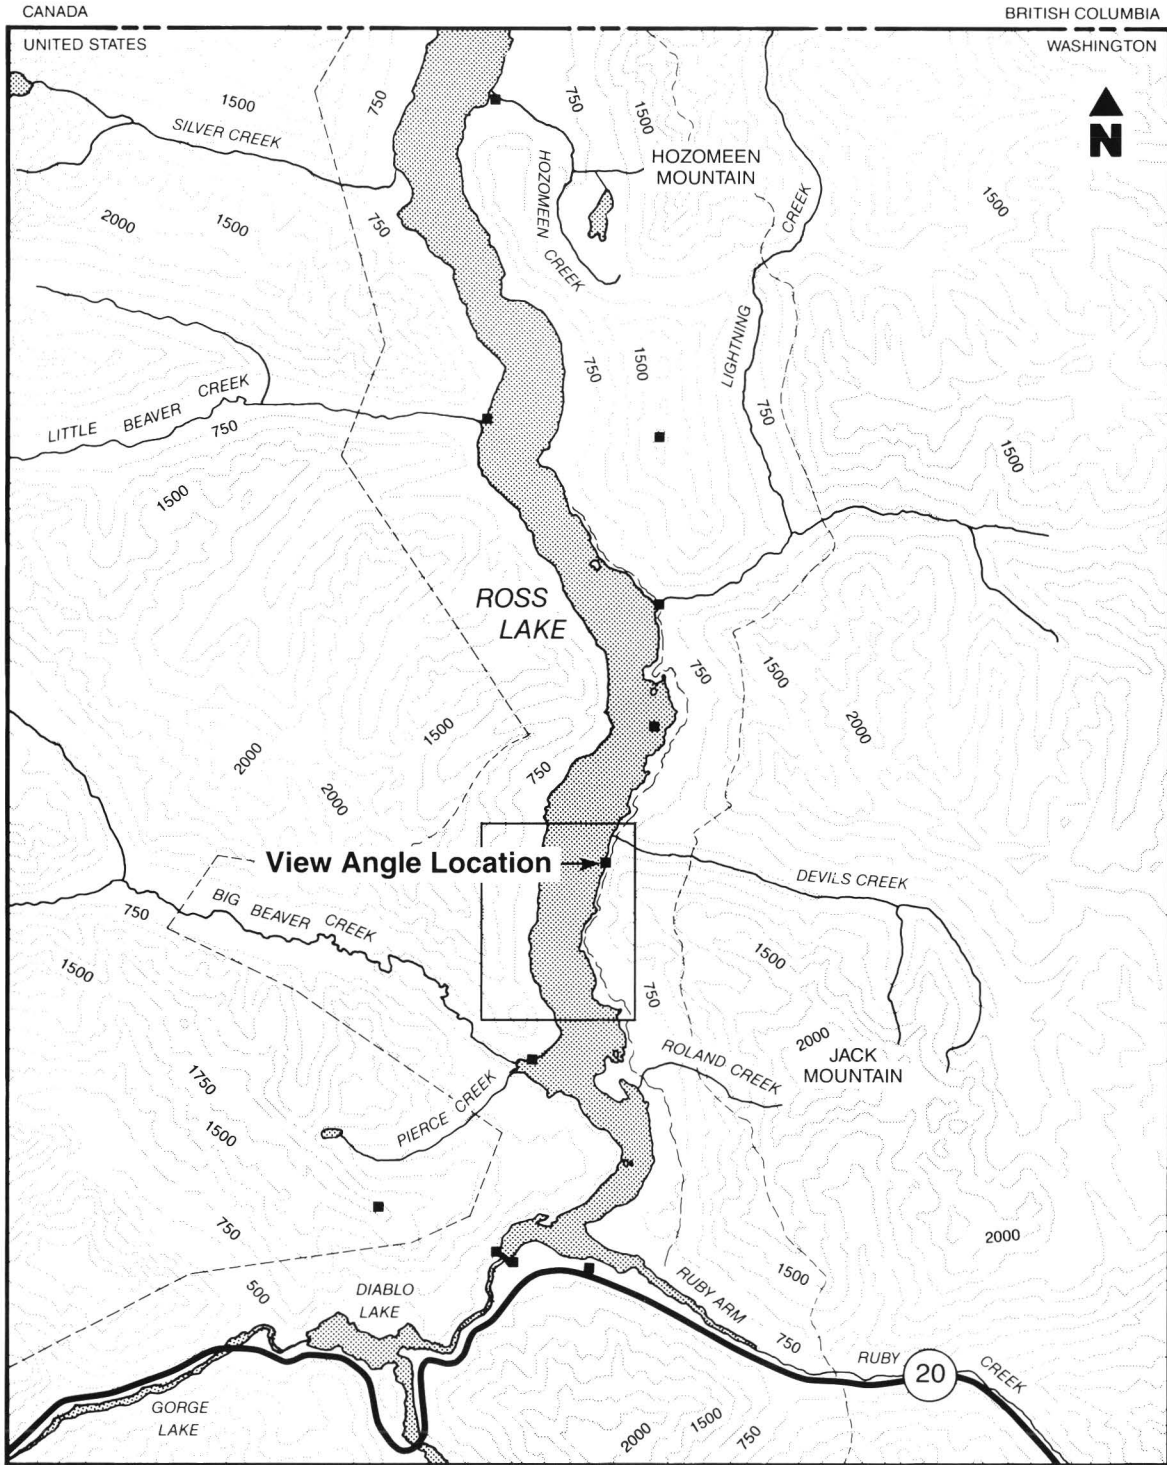 CANADA
BRITISH COLUMBIA
UNITED STATES
WASHINGTON
N
1500
750
750
1500
SILVER CREEK
HOZOMEEN
MOUNTAIN
HOZOMEEN CREEK
CREEK
1500
2000
1500
750
LIGHTNING
750
1500
750
LITTLE BEAVER CREEK
750
1500
1500
ROSS
LAKE
750
1500
2000
1500
2000
750
2000
View Angle Location
DEVILS CREEK
BIG BEAVER CREEK
750
1500
1500
750
2000
JACK
MOUNTAIN
ROLAND CREEK
1750
PIERCE CREEK
1500
750
2000
1500
500
DIABLO
LAKE
RUBY ARM
750
RUBY
20
CREEK
GORGE
LAKE
2000
1500
750